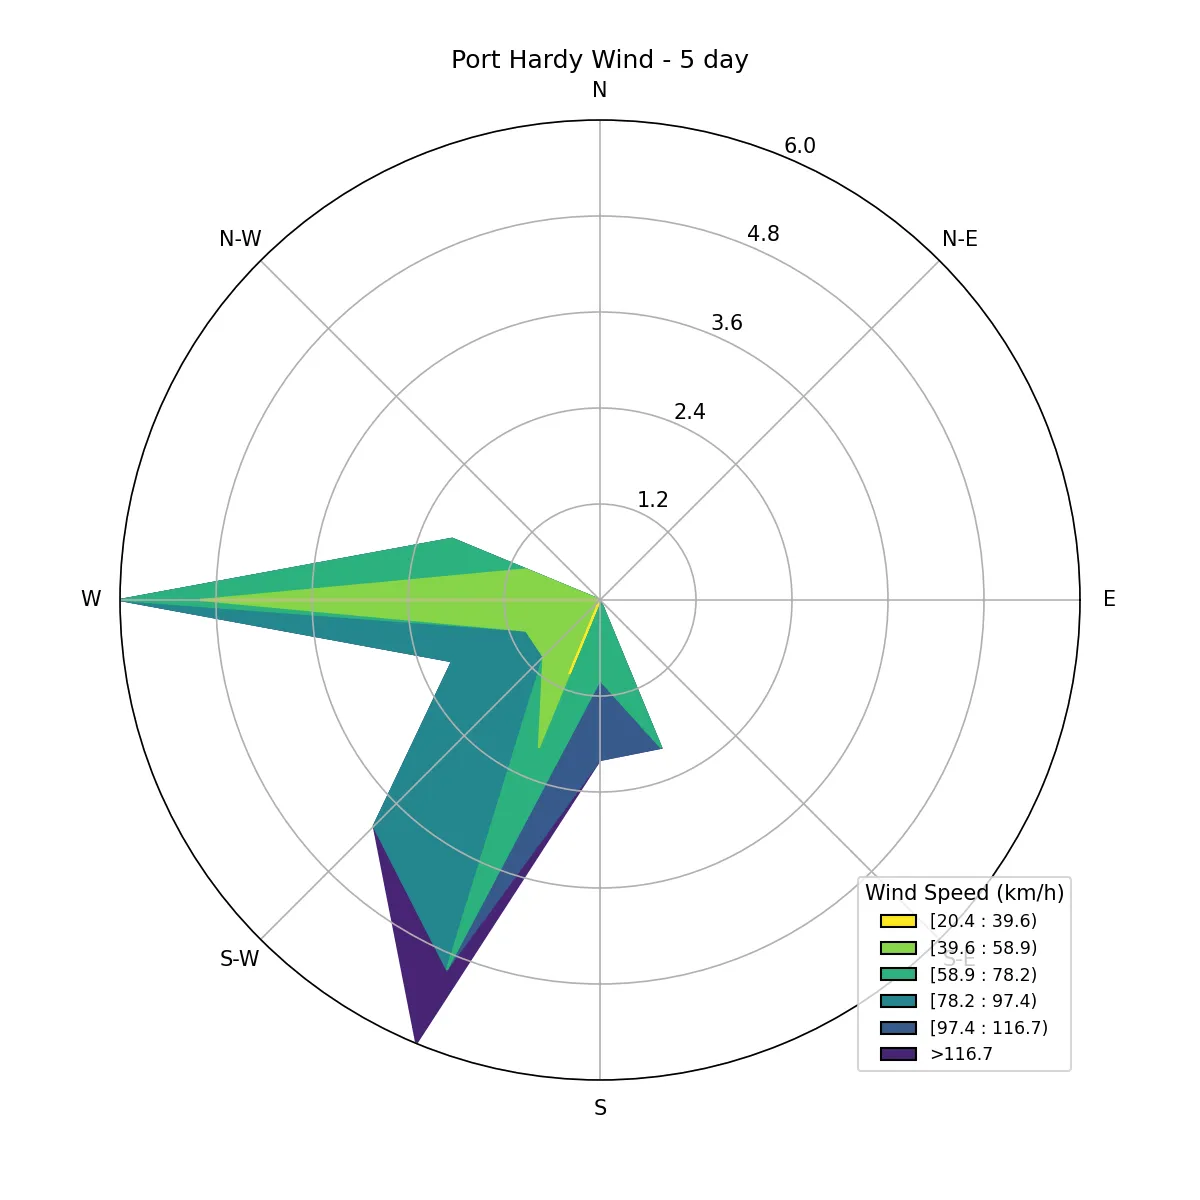 Port Hardy Wind - 5 day
N
6.0
N-W
N-E
4.8
3.6
2.4
1.2
W
E
S-W
S-E
S
Wind Speed (km/h)
[20.4 : 39.6)
[39.6 : 58.9)
[58.9 : 78.2)
[78.2 : 97.4)
[97.4 : 116.7)
>116.7